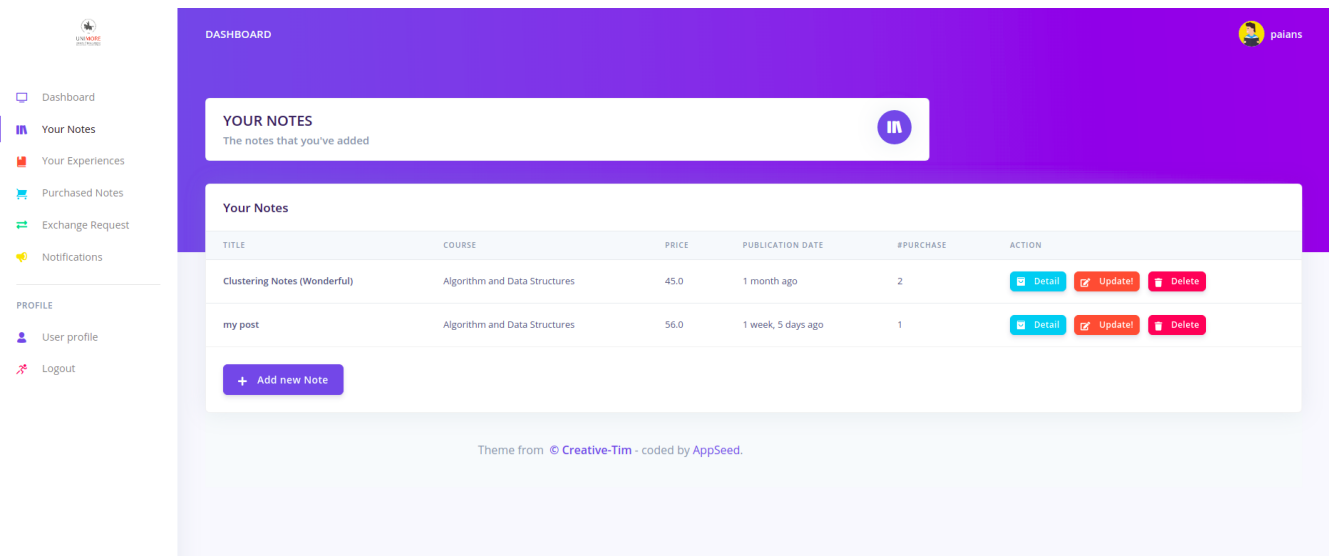 UNIMORE
DASHBOARD
paians
Dashboard
Your Notes
Your Experiences
Purchased Notes
Exchange Request
Notifications
PROFILE
User profile
Logout
YOUR NOTES
The notes that you've added
Your Notes
TITLE COURSE PRICE PUBLICATION DATE #PURCHASE ACTION
Clustering Notes (Wonderful) Algorithm and Data Structures 45.0 1 month ago 2 Detail Update! Delete
my post Algorithm and Data Structures 56.0 1 week, 5 days ago 1 Detail Update! Delete
+ Add new Note
Theme from © Creative-Tim - coded by AppSeed.